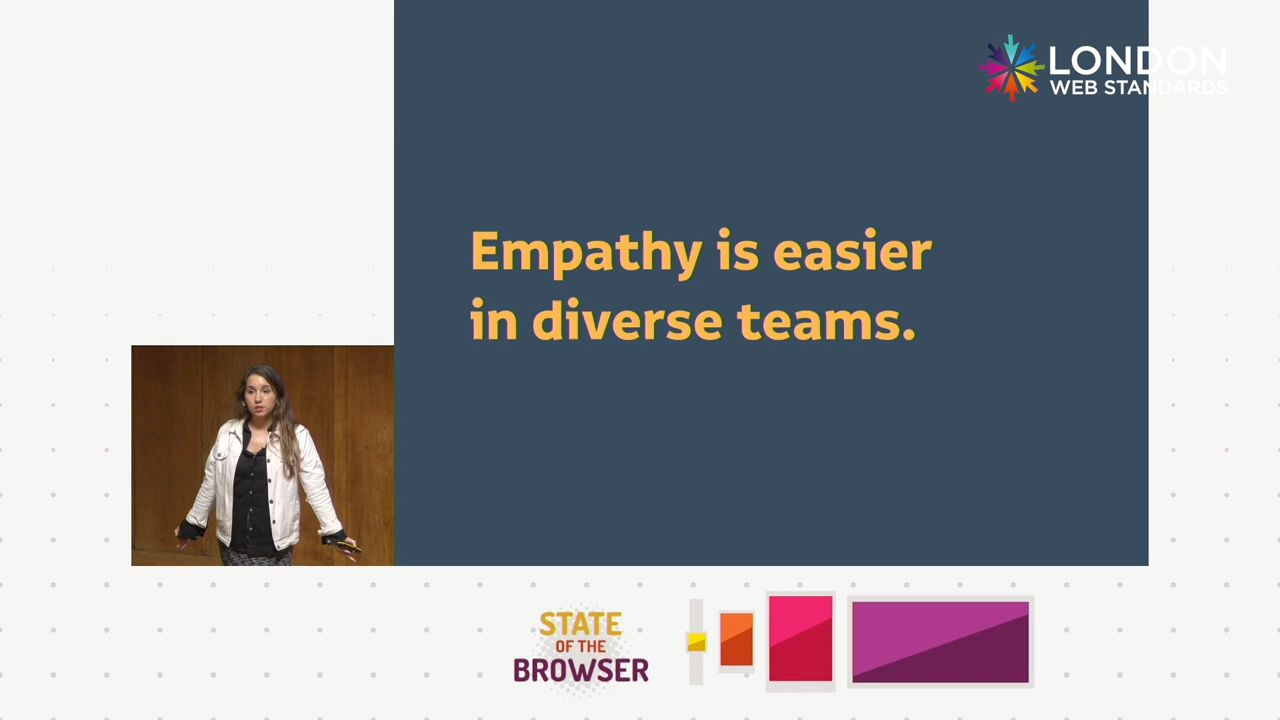 LONDON
WEB STANDARDS
Empathy is easier
in diverse teams.
STATE
OF THE
BROWSER